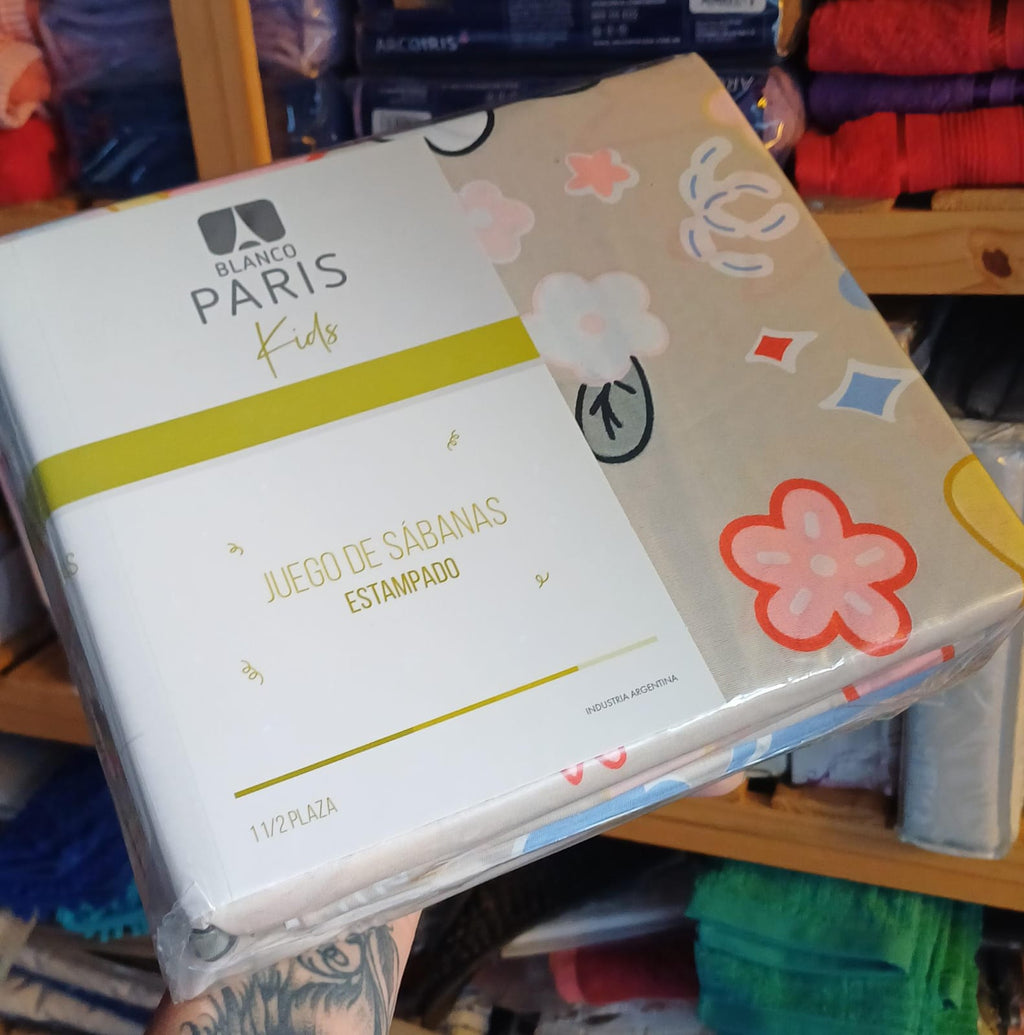 ARCOIRIS
BLANCO
PARIS
Kids
JUEGO DE SÁBANAS
ESTAMPADO
INDUSTRIA ARGENTINA
1 1/2 PLAZA